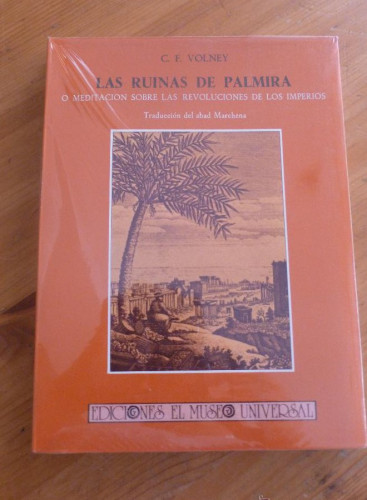 C. F. VOLNEY
LAS RUINAS DE PALMIRA
O MEDITACION SOBRE LAS REVOLUCIONES DE LOS IMPERIOS
Traducción del abad Marchena
EDICIONES EL MUSEO UNIVERSAL